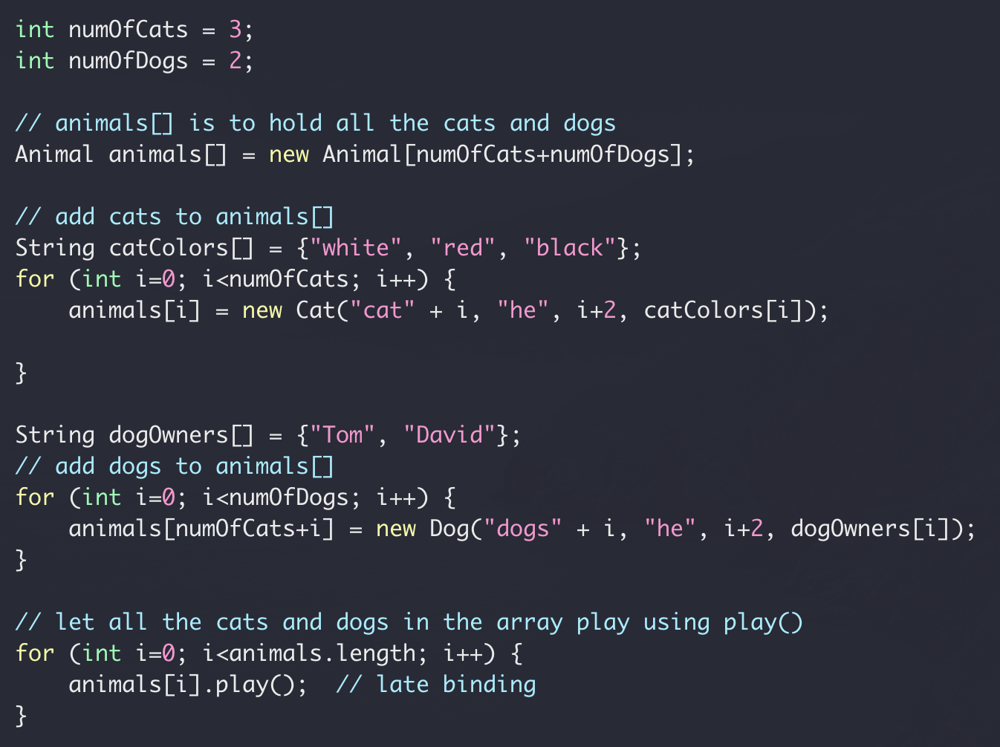 int numOfCats = 3;
int numOfDogs = 2;
// animals[] is to hold all the cats and dogs
Animal animals[] = new Animal[numOfCats+numOfDogs];
// add cats to animals[]
String catColors[] = {"white", "red", "black"};
for (int i=0; i<numOfCats; i++) {
    animals[i] = new Cat("cat" + i, "he", i+2, catColors[i]);
}
String dogOwners[] = {"Tom", "David"};
// add dogs to animals[]
for (int i=0; i<numOfDogs; i++) {
    animals[numOfCats+i] = new Dog("dogs" + i, "he", i+2, dogOwners[i]);
}
// let all the cats and dogs in the array play using play()
for (int i=0; i<animals.length; i++) {
    animals[i].play();  // late binding
}